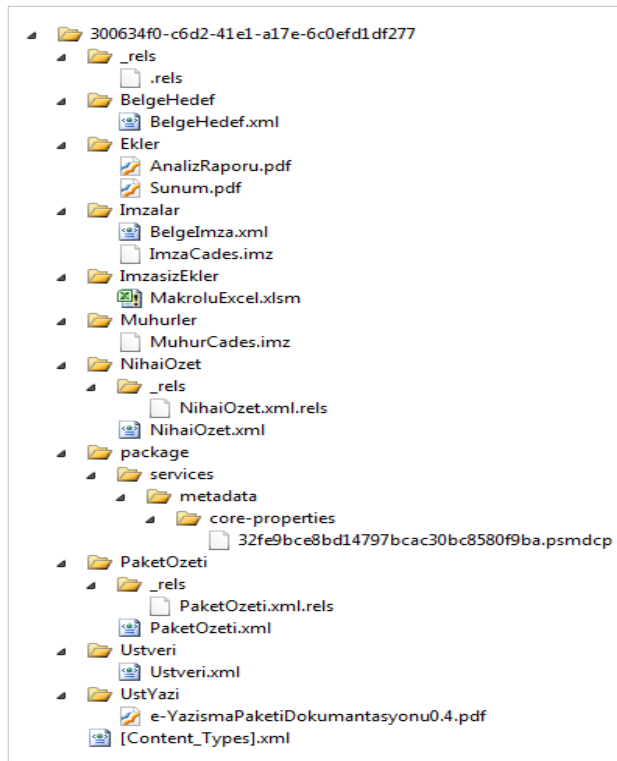 300634f0-c6d2-41e1-a17e-6c0efd1df277
_rels
.rels
BelgeHedef
BelgeHedef.xml
Ekler
AnalizRaporu.pdf
Sunum.pdf
Imzalar
BelgeImza.xml
ImzaCades.imz
ImzasizEkler
MakroluExcel.xlsm
Muhurler
MuhurCades.imz
NihaiOzet
_rels
NihaiOzet.xml.rels
NihaiOzet.xml
package
services
metadata
core-properties
32fe9bce8bd14797bcac30bc8580f9ba.psmdcp
PaketOzeti
_rels
PaketOzeti.xml.rels
PaketOzeti.xml
Ustveri
Ustveri.xml
UstYazi
e-YazismaPaketiDokumantasyonu0.4.pdf
[Content_Types].xml